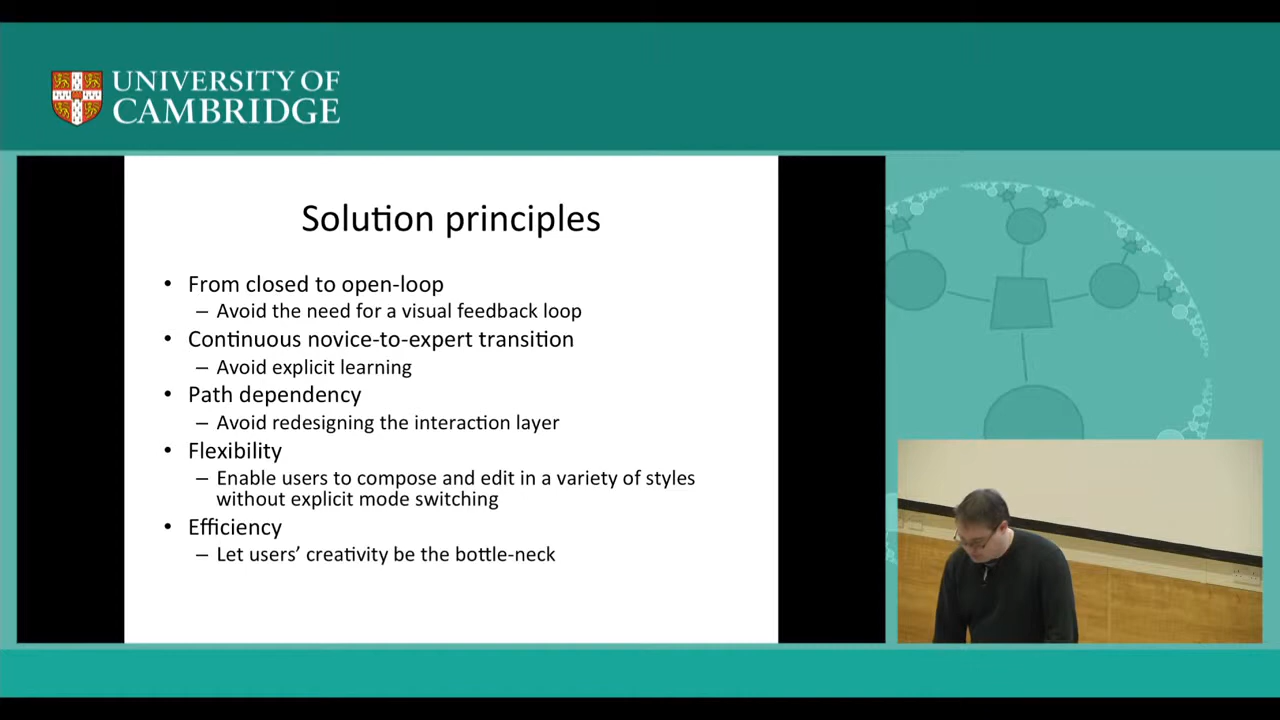 UNIVERSITY OF
CAMBRIDGE
Solution principles
• From closed to open-loop
– Avoid the need for a visual feedback loop
• Continuous novice-to-expert transition
– Avoid explicit learning
• Path dependency
– Avoid redesigning the interaction layer
• Flexibility
– Enable users to compose and edit in a variety of styles
without explicit mode switching
• Efficiency
– Let users’ creativity be the bottle-neck